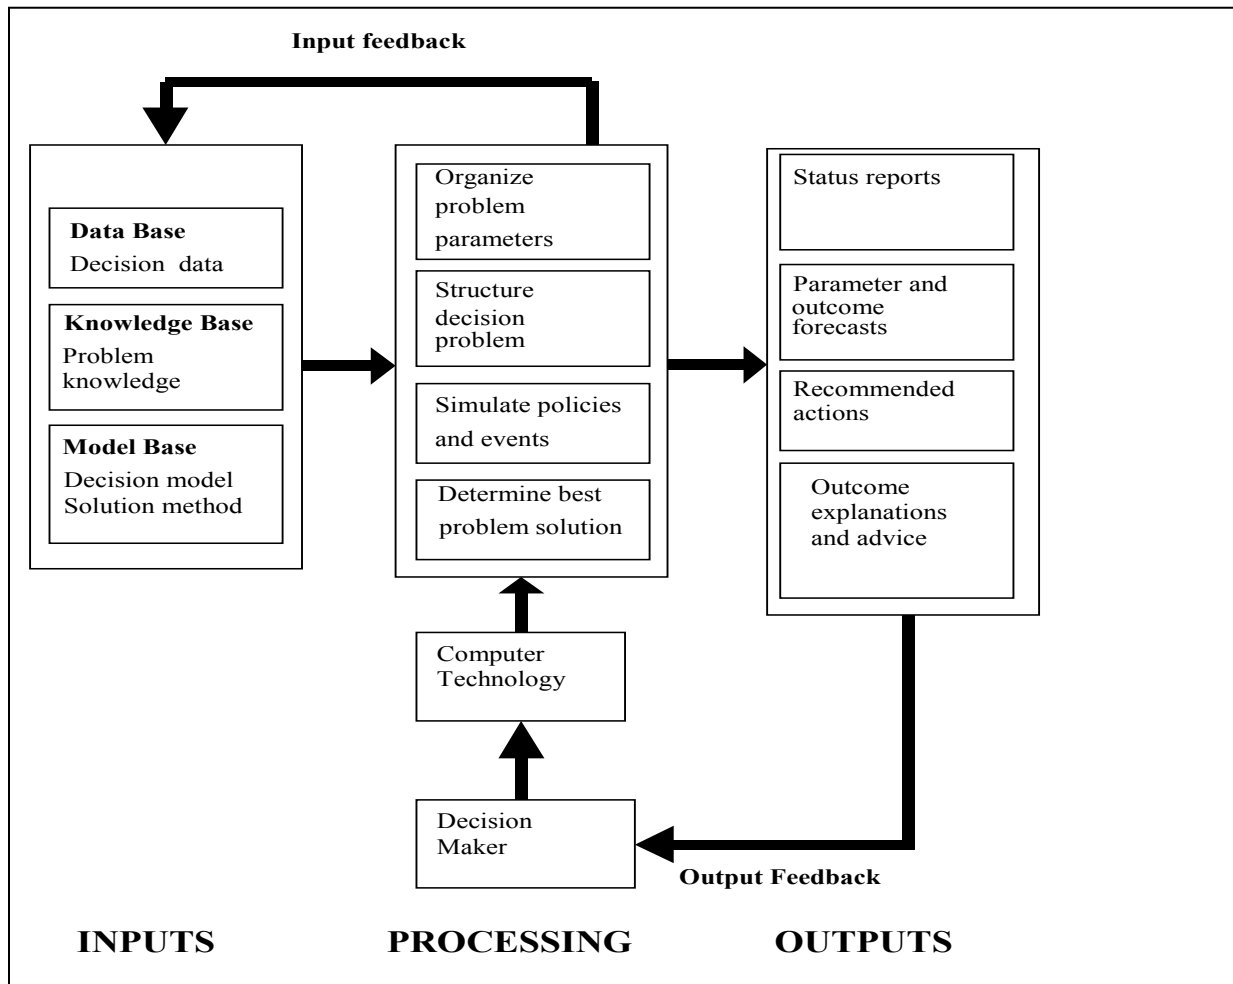 Input feedback
Data Base
Decision data
Knowledge Base
Problem
knowledge
Model Base
Decision model
Solution method
Organize
problem
parameters
Structure
decision
problem
Simulate policies
and events
Determine best
problem solution
Status reports
Parameter and
outcome
forecasts
Recommended
actions
Outcome
explanations
and advice
Computer
Technology
Decision
Maker
Output Feedback
INPUTS
PROCESSING
OUTPUTS